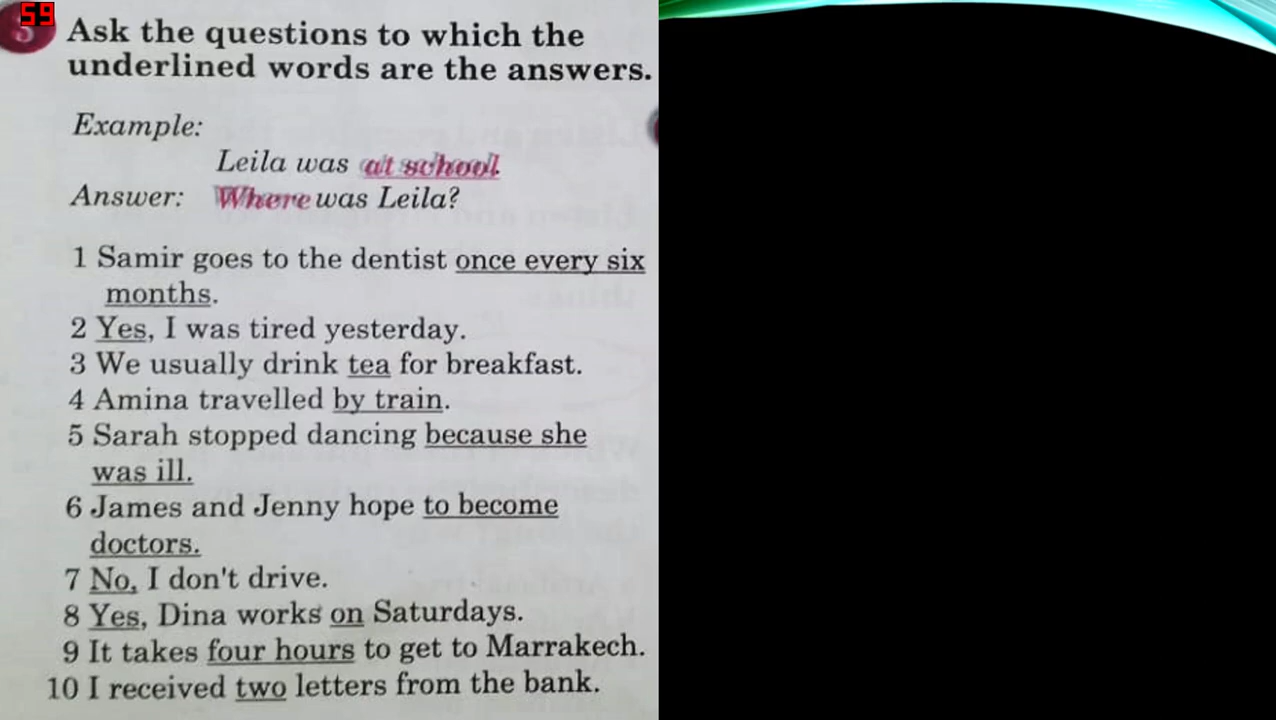 59
Ask the questions to which the
underlined words are the answers.
Example:
Leila was at school.
Answer: Where was Leila?
1 Samir goes to the dentist once every six
months.
2 Yes, I was tired yesterday.
3 We usually drink tea for breakfast.
4 Amina travelled by train.
5 Sarah stopped dancing because she
was ill.
6 James and Jenny hope to become
doctors.
7 No, I don't drive.
8 Yes, Dina works on Saturdays.
9 It takes four hours to get to Marrakech.
10 I received two letters from the bank.